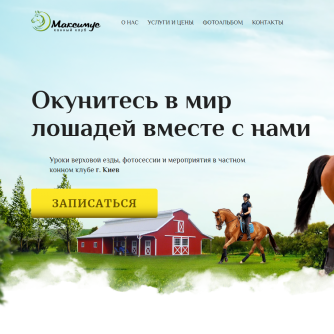 Максимус
КОННЫЙ КЛУБ
О НАС УСЛУГИ И ЦЕНЫ ФОТОАЛЬБОМ КОНТАКТЫ
Окунитесь в мир
лошадей вместе с нами
Уроки верховой езды, фотосессии и мероприятия в частном
конном клубе г. Киев
ЗАПИСАТЬСЯ